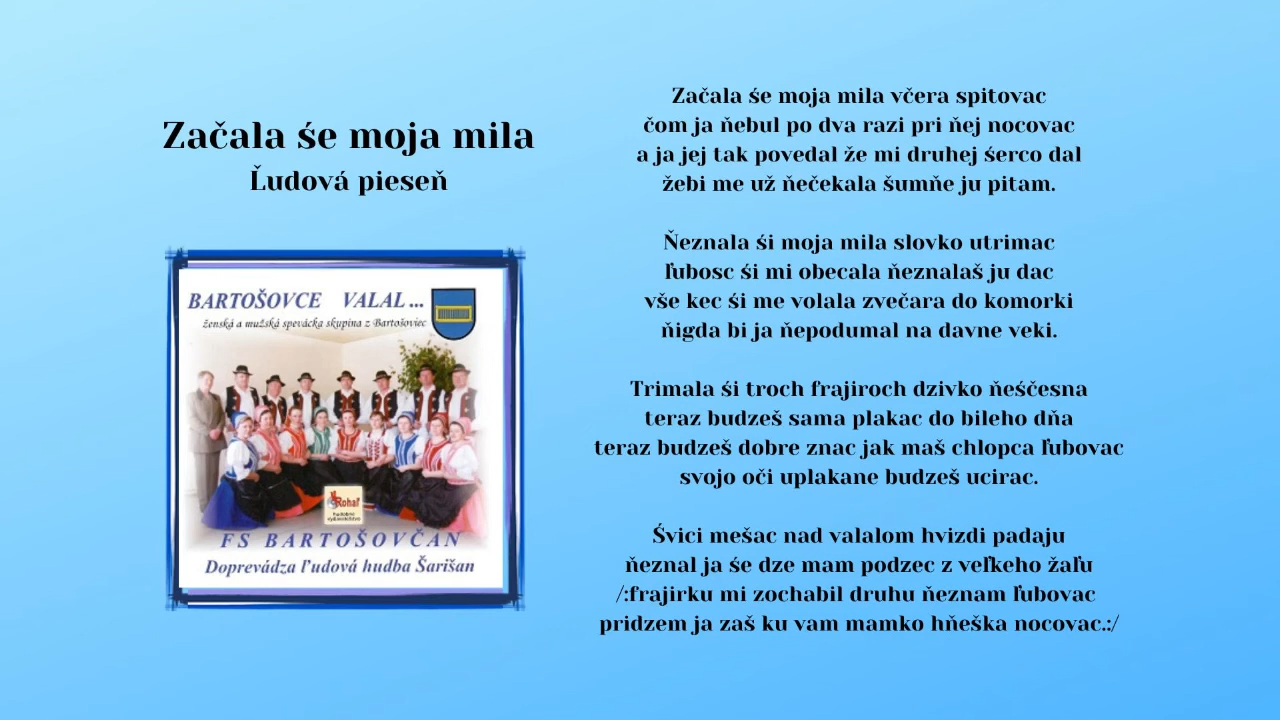 Začala śe moja mila
Ľudová pieseň
BARTOŠOVCE VALAL...
ženská a mužská spevácka skupina z Bartošoviec
Rohaľ
FS BARTOŠOVČAN
Doprevádza ľudová hudba Šarišan
Začala śe moja mila včera spitovac
čom ja ňebul po dva razi pri ňej nocovac
a ja jej tak povedal že mi druhej śerco dal
žebi me už ňečekala šumňe ju pitam.
Ňeznala śi moja mila slovko utrimac
ľubosc śi mi obecala ňeznalaš ju dac
vše kec śi me volala zvečara do komorki
ňigda bi ja ňepodumal na davne veki.
Trimala śi troch frajiroch dzivko ňeśčesna
teraz budzeš sama plakac do bileho dňa
teraz budzeš dobre znac jak maš chlopca ľubovac
svojo oči uplakane budzeš ucirac.
Śvici mešac nad valalom hvizdi padaju
ňeznal ja śe dze mam podzec z veľkeho žaľu
/:frajirku mi zochabil druhu ňeznam ľubovac
pridzem ja zaš ku vam mamko hňeška nocovac.:/